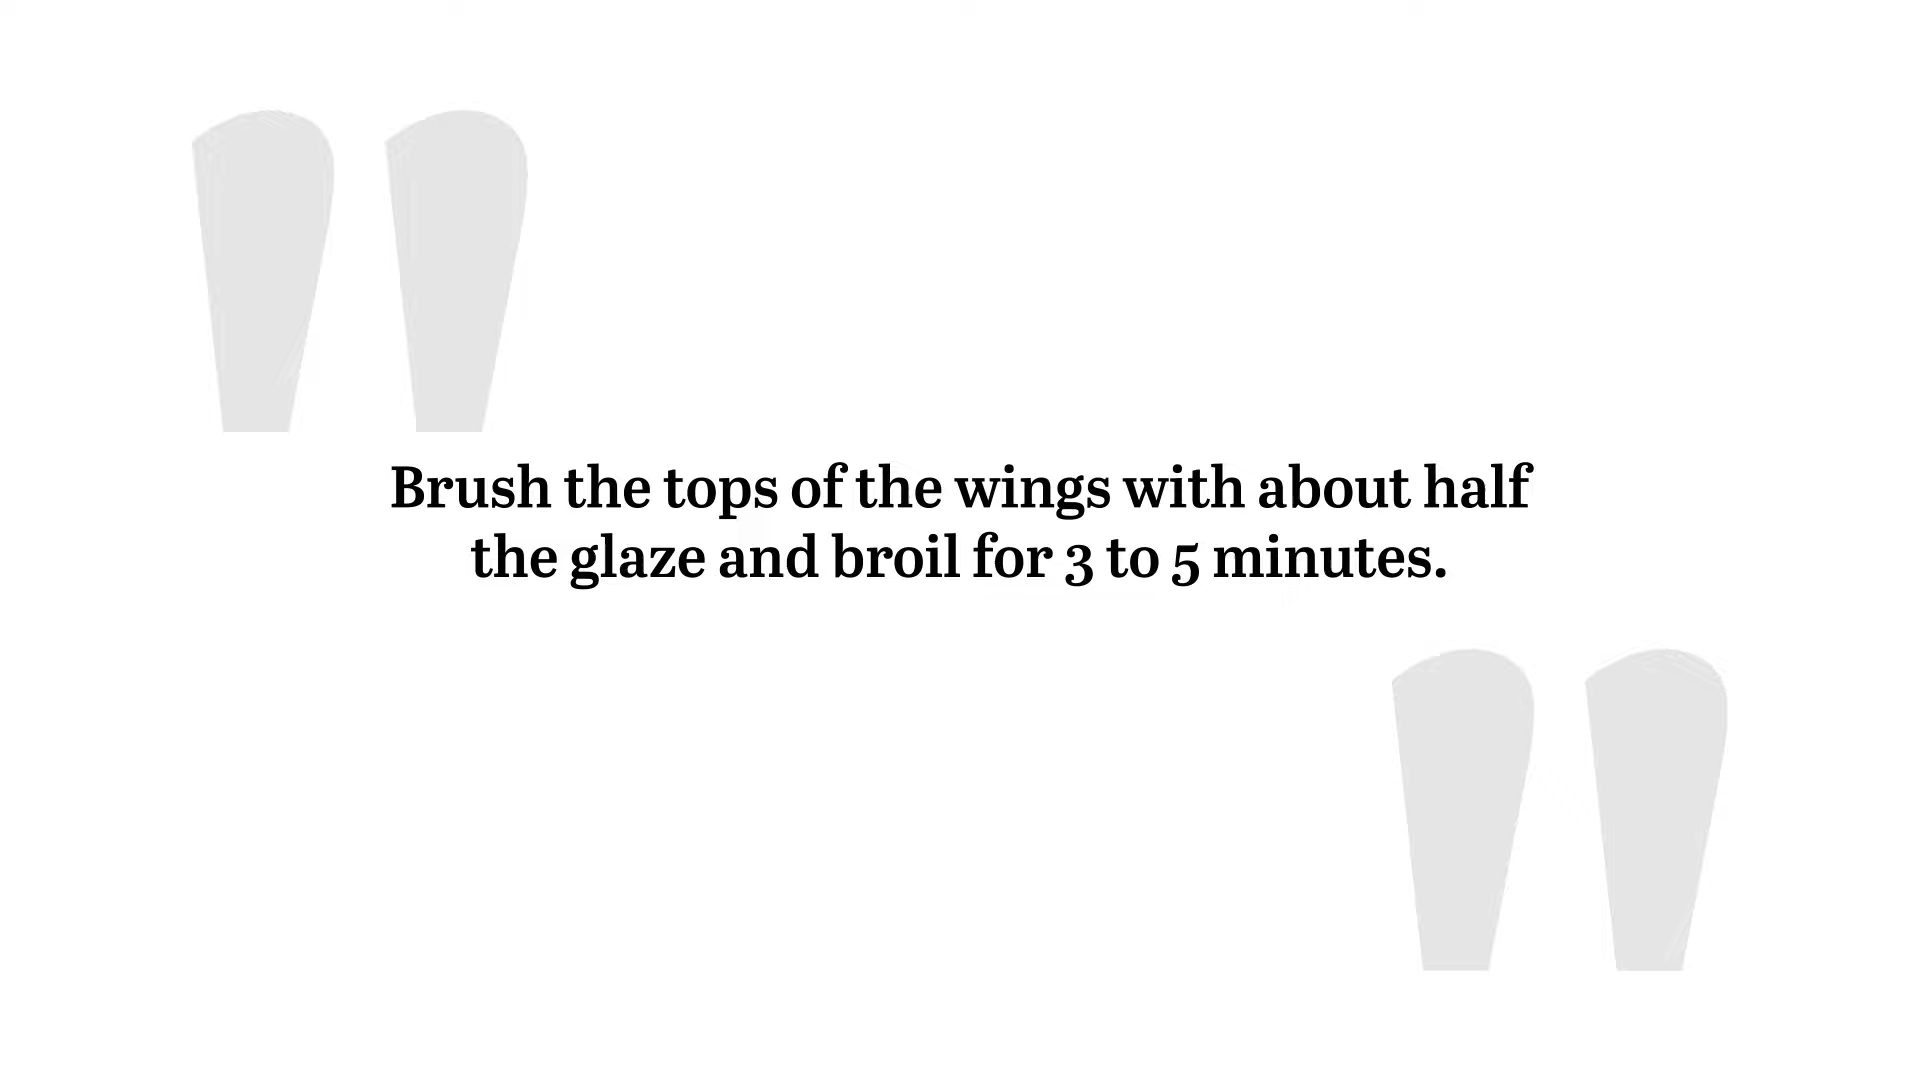 Brush the tops of the wings with about half
the glaze and broil for 3 to 5 minutes.